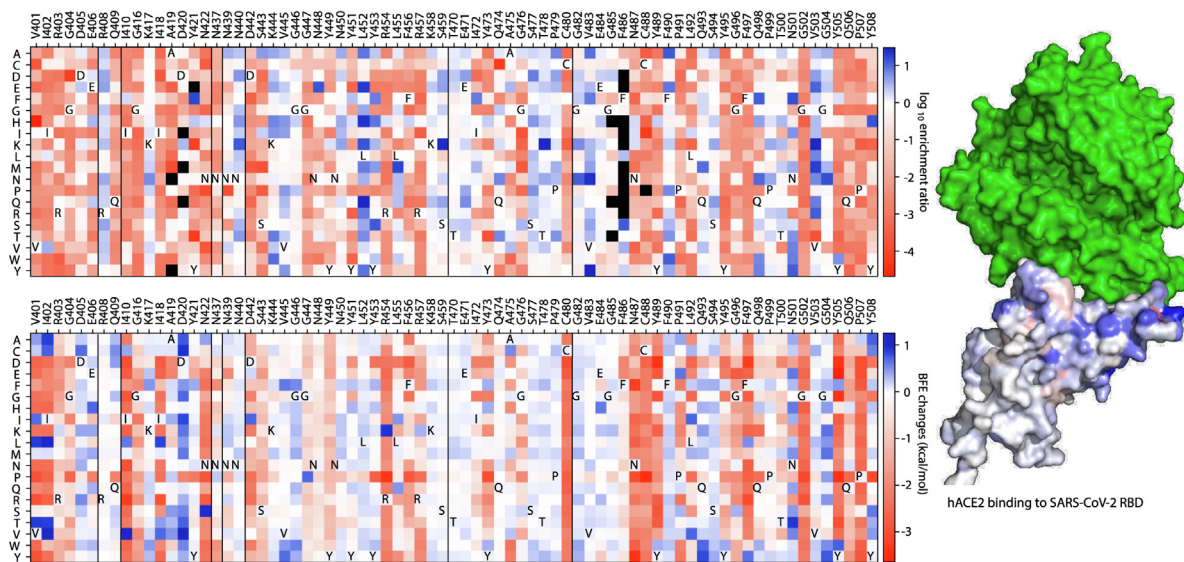 V401 I402 R403 G404 D405 E406 R408 Q409 I410 G416 K417 I418 A419 D420 Y421 N422 N437 N439 N440 D442 S443 K444 V445 G446 G447 N448 Y449 N450 Y451 L452 Y453 R454 L455 F456 R457 K458 S459 T470 E471 I472 Y473 Q474 A475 G476 S477 T478 P479 C480 G482 V483 E484 G485 F486 N487 C488 Y489 F490 P491 L492 Q493 S494 Y495 G496 F497 Q498 P499 T500 N501 G502 V503 G504 Y505 Q506 P507 Y508
A A A
C C C
D D D D
E E E E
F F F F F
G G G G G G G G G G G
H
I I I I I
K K K K
L L L L
M
N N N N N N N N N
P P P P P
Q Q Q Q Q Q
R R R R R
S S S S S
T T T T
V V V V V
W
Y Y Y Y Y Y Y Y Y Y
1
0
-1
-2
-3
-4
log 10 enrichment ratio
V401 I402 R403 G404 D405 E406 R408 Q409 I410 G416 K417 I418 A419 D420 Y421 N422 N437 N439 N440 D442 S443 K444 V445 G446 G447 N448 Y449 N450 Y451 L452 Y453 R454 L455 F456 R457 K458 S459 T470 E471 I472 Y473 Q474 A475 G476 S477 T478 P479 C480 G482 V483 E484 G485 F486 N487 C488 Y489 F490 P491 L492 Q493 S494 Y495 G496 F497 Q498 P499 T500 N501 G502 V503 G504 Y505 Q506 P507 Y508
A A A
C C C
D D D D
E E E E
F F F F F
G G G G G G G G G G G
H
I I I I I
K K K K
L L L L
M
N N N N N N N N N
P P P P P
Q Q Q Q Q Q
R R R R R
S S S S S
T T T T
V V V V V
W
Y Y Y Y Y Y Y Y Y Y
1
0
-1
-2
-3
BFE changes (kcal/mol)
hACE2 binding to SARS-CoV-2 RBD